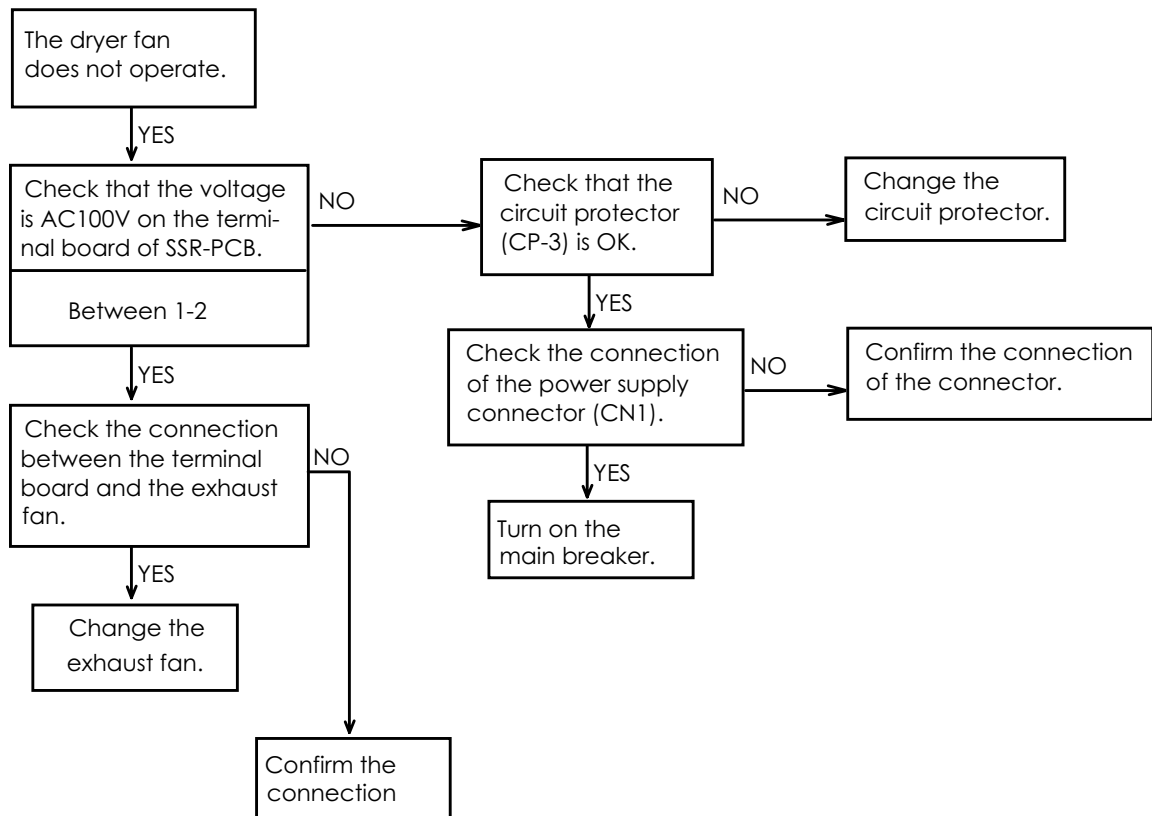 The dryer fan
does not operate.
YES
Check that the voltage
is AC100V on the termi-
nal board of SSR-PCB.
Between 1-2
NO
Check that the
circuit protector
(CP-3) is OK.
NO
Change the
circuit protector.
YES
Check the connection
of the power supply
connector (CN1).
NO
Confirm the connection
of the connector.
YES
Turn on the
main breaker.
YES
Check the connection
between the terminal
board and the exhaust
fan.
NO
YES
Change the
exhaust fan.
Confirm the
connection